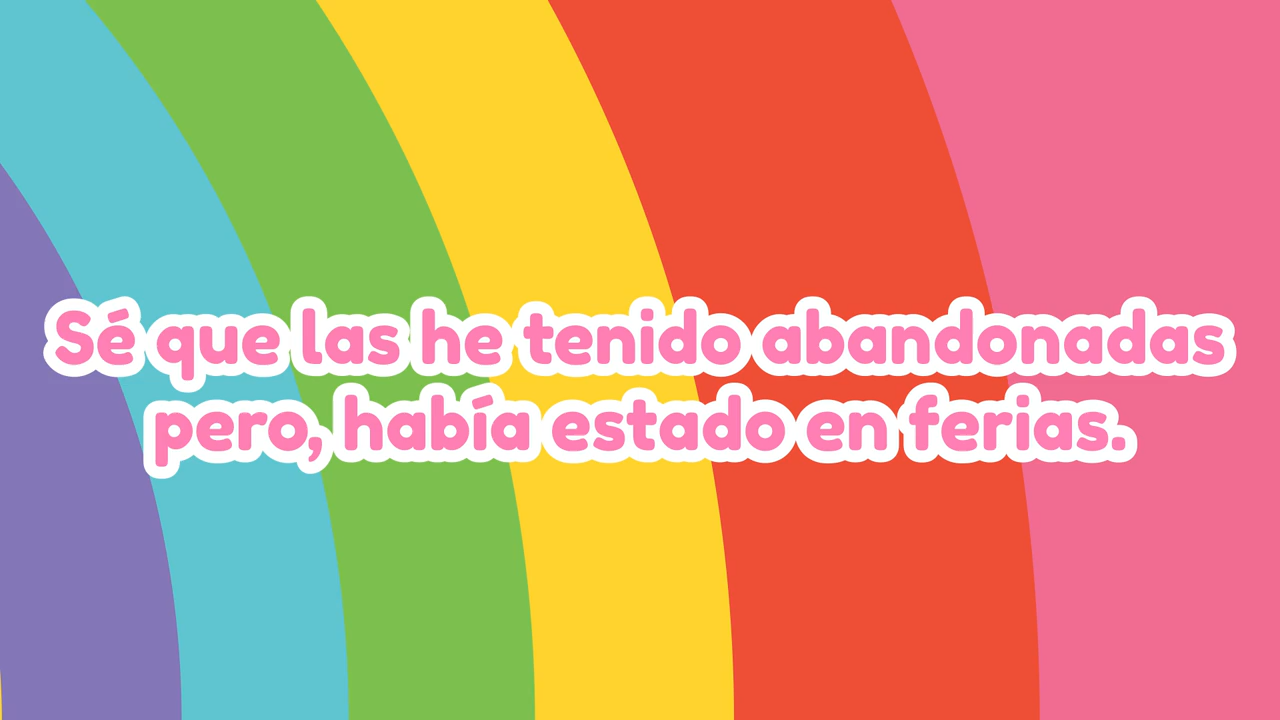 Sé que las he tenido abandonadas
pero, había estado en ferias.